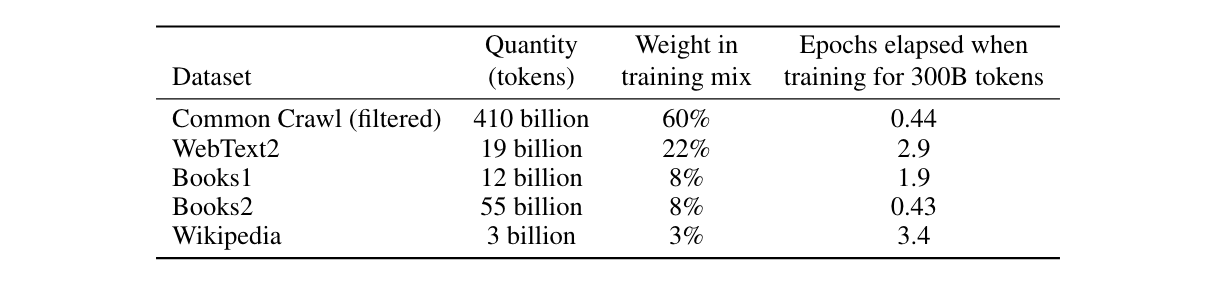 Dataset Quantity (tokens) Weight in training mix Epochs elapsed when training for 300B tokens
Common Crawl (filtered) 410 billion 60% 0.44
WebText2 19 billion 22% 2.9
Books1 12 billion 8% 1.9
Books2 55 billion 8% 0.43
Wikipedia 3 billion 3% 3.4